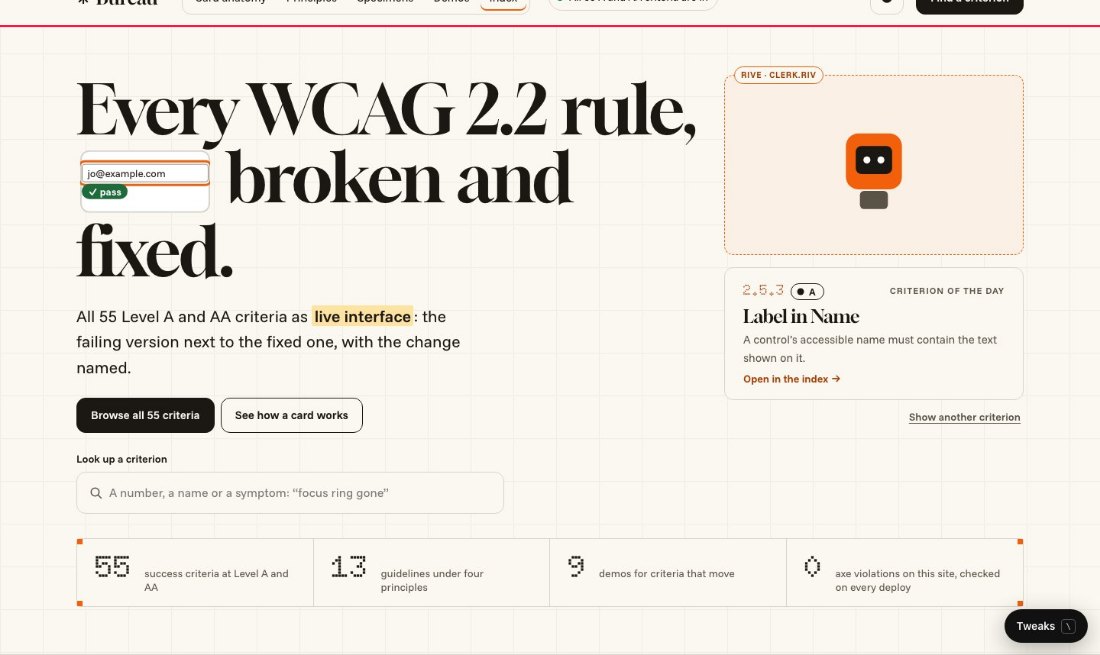 Bureau
Card anatomy Principles Specimens Demos Index
Find a criterion
RIVE · CLERK.RIV
Every WCAG 2.2 rule,
jo@example.com
✓ pass
broken and
fixed.
All 55 Level A and AA criteria as live interface: the
failing version next to the fixed one, with the change
named.
Browse all 55 criteria
See how a card works
Look up a criterion
A number, a name or a symptom: “focus ring gone”
2.5.3
A
CRITERION OF THE DAY
Label in Name
A control’s accessible name must contain the text
shown on it.
Open in the index →
Show another criterion
55
success criteria at Level A and
AA
13
guidelines under four
principles
9
demos for criteria that move
0
axe violations on this site, checked
on every deploy
Tweaks \